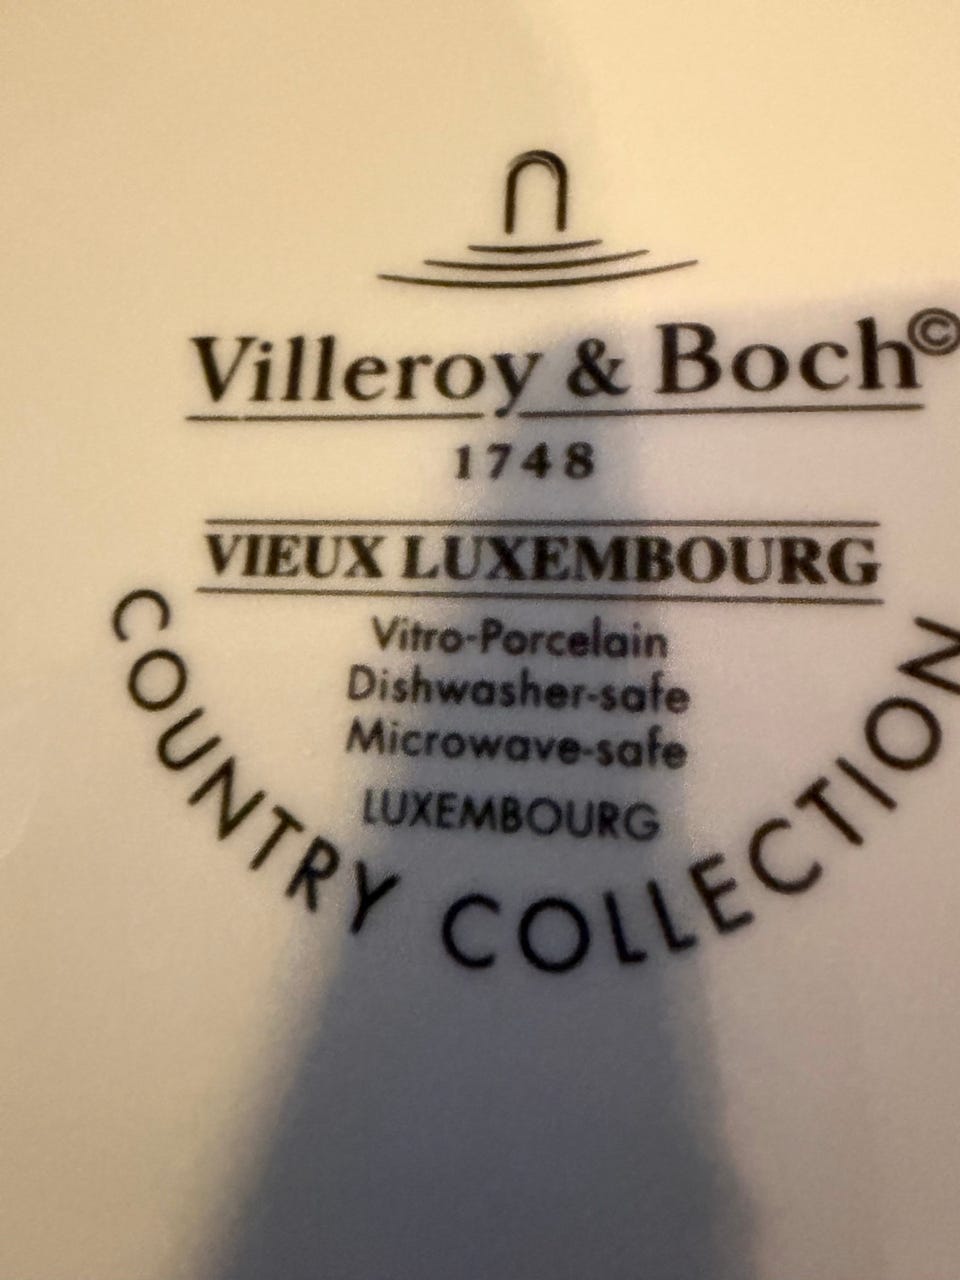 Villeroy & Boch©
1748
VIEUX LUXEMBOURG
Vitro-Porcelain
Dishwasher-safe
Microwave-safe
LUXEMBOURG
COUNTRY COLLECTION